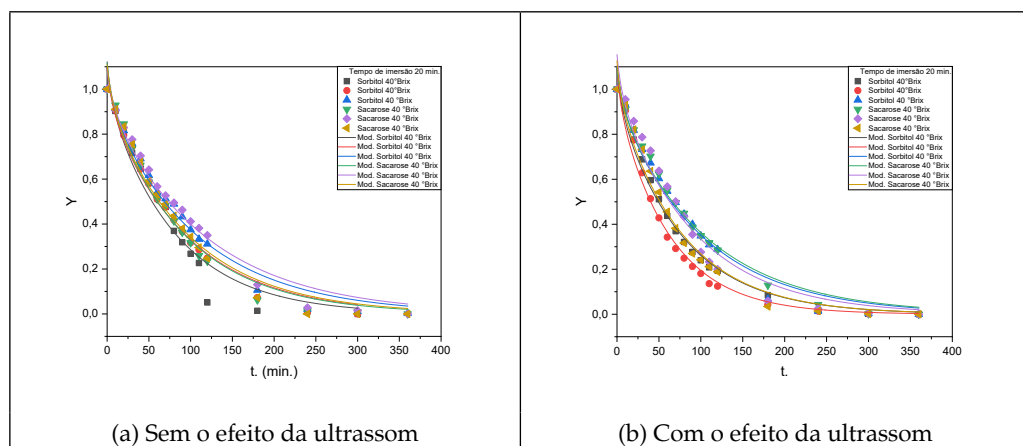 Tempo de imersão 20 min.
Sorbitol 40°Brix
Sorbitol 40°Brix
Sorbitol 40 °Brix
Sacarose 40 °Brix
Sacarose 40 °Brix
Sacarose 40 °Brix
Mod. Sorbitol 40 °Brix
Mod. Sorbitol 40 °Brix
Mod. Sorbitol 40 °Brix
Mod. Sacarose 40 °Brix
Mod. Sacarose 40 °Brix
Mod. Sacarose 40 °Brix
1,0
0,8
0,6
0,4
0,2
0,0
Y
0 50 100 150 200 250 300 350 400
t. (min.)
(a) Sem o efeito da ultrassom
Tempo de imersão 20 min.
Sorbitol 40°Brix
Sorbitol 40°Brix
Sorbitol 40 °Brix
Sacarose 40 °Brix
Sacarose 40 °Brix
Sacarose 40 °Brix
Mod. Sorbitol 40 °Brix
Mod. Sorbitol 40 °Brix
Mod. Sorbitol 40 °Brix
Mod. Sacarose 40 °Brix
Mod. Sacarose 40 °Brix
Mod. Sacarose 40 °Brix
1,0
0,8
0,6
0,4
0,2
0,0
Y
0 50 100 150 200 250 300 350 400
t.
(b) Com o efeito da ultrassom